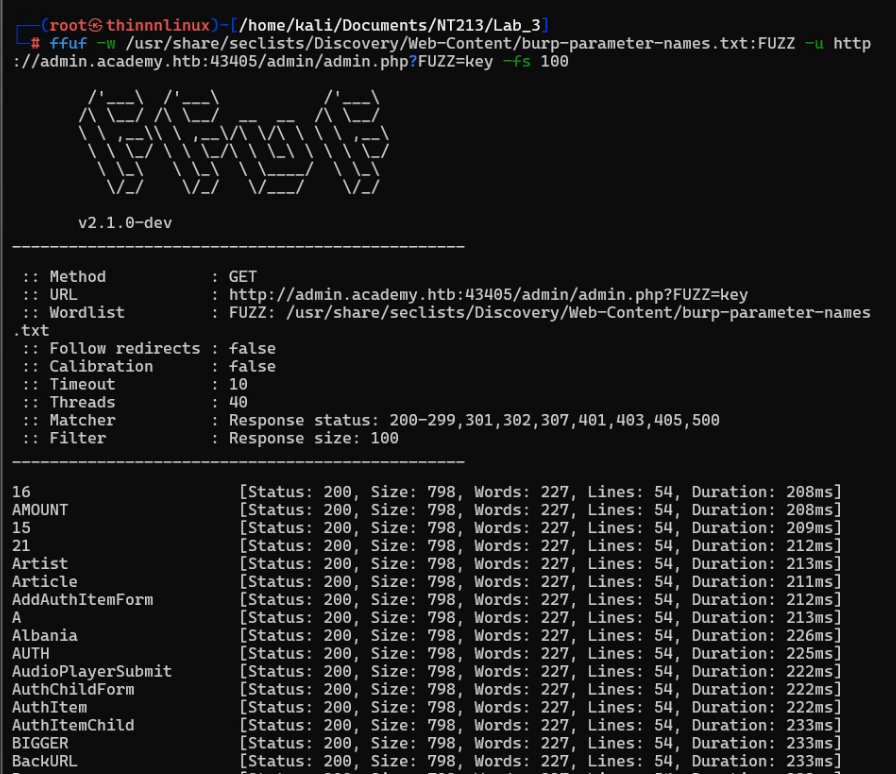 ┌──(root㉿thinnnlinux)-[/home/kali/Documents/NT213/Lab_3]
└─# ffuf -w /usr/share/seclists/Discovery/Web-Content/burp-parameter-names.txt:FUZZ -u http
://admin.academy.htb:43405/admin/admin.php?FUZZ=key -fs 100

        /'___\  /'___\           /'___\
       /\ \__/ /\ \__/  __  __  /\ \__/
       \ \ ,__\\ \ ,__\/\ \/\ \ \ \ ,__\
        \ \ \_/ \ \ \_/\ \ \_\ \ \ \ \_/
         \ \_\   \ \_\  \ \____/  \ \_\
          \/_/    \/_/   \/___/    \/_/

       v2.1.0-dev
________________________________________________

 :: Method           : GET
 :: URL              : http://admin.academy.htb:43405/admin/admin.php?FUZZ=key
 :: Wordlist         : FUZZ: /usr/share/seclists/Discovery/Web-Content/burp-parameter-names
.txt
 :: Follow redirects : false
 :: Calibration      : false
 :: Timeout          : 10
 :: Threads          : 40
 :: Matcher          : Response status: 200-299,301,302,307,401,403,405,500
 :: Filter           : Response size: 100
________________________________________________

16                      [Status: 200, Size: 798, Words: 227, Lines: 54, Duration: 208ms]
AMOUNT                  [Status: 200, Size: 798, Words: 227, Lines: 54, Duration: 208ms]
15                      [Status: 200, Size: 798, Words: 227, Lines: 54, Duration: 209ms]
21                      [Status: 200, Size: 798, Words: 227, Lines: 54, Duration: 212ms]
Artist                  [Status: 200, Size: 798, Words: 227, Lines: 54, Duration: 213ms]
Article                 [Status: 200, Size: 798, Words: 227, Lines: 54, Duration: 211ms]
AddAuthItemForm         [Status: 200, Size: 798, Words: 227, Lines: 54, Duration: 212ms]
A                       [Status: 200, Size: 798, Words: 227, Lines: 54, Duration: 213ms]
Albania                 [Status: 200, Size: 798, Words: 227, Lines: 54, Duration: 226ms]
AUTH                    [Status: 200, Size: 798, Words: 227, Lines: 54, Duration: 225ms]
AudioPlayerSubmit       [Status: 200, Size: 798, Words: 227, Lines: 54, Duration: 222ms]
AuthChildForm           [Status: 200, Size: 798, Words: 227, Lines: 54, Duration: 222ms]
AuthItem                [Status: 200, Size: 798, Words: 227, Lines: 54, Duration: 222ms]
AuthItemChild           [Status: 200, Size: 798, Words: 227, Lines: 54, Duration: 233ms]
BIGGER                  [Status: 200, Size: 798, Words: 227, Lines: 54, Duration: 233ms]
BackURL                 [Status: 200, Size: 798, Words: 227, Lines: 54, Duration: 233ms]